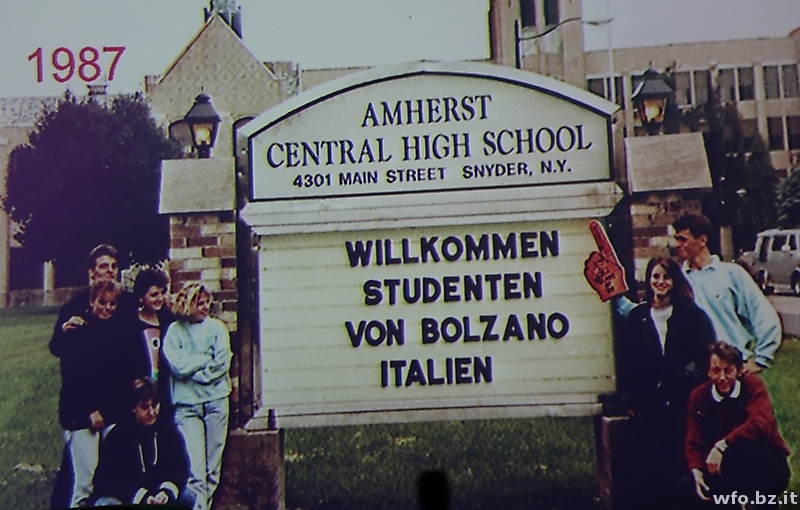 1987
AMHERST
CENTRAL HIGH SCHOOL
4301 MAIN STREET SNYDER, N.Y.
WILLKOMMEN
STUDENTEN
VON BOLZANO
ITALIEN
wfo.bz.it